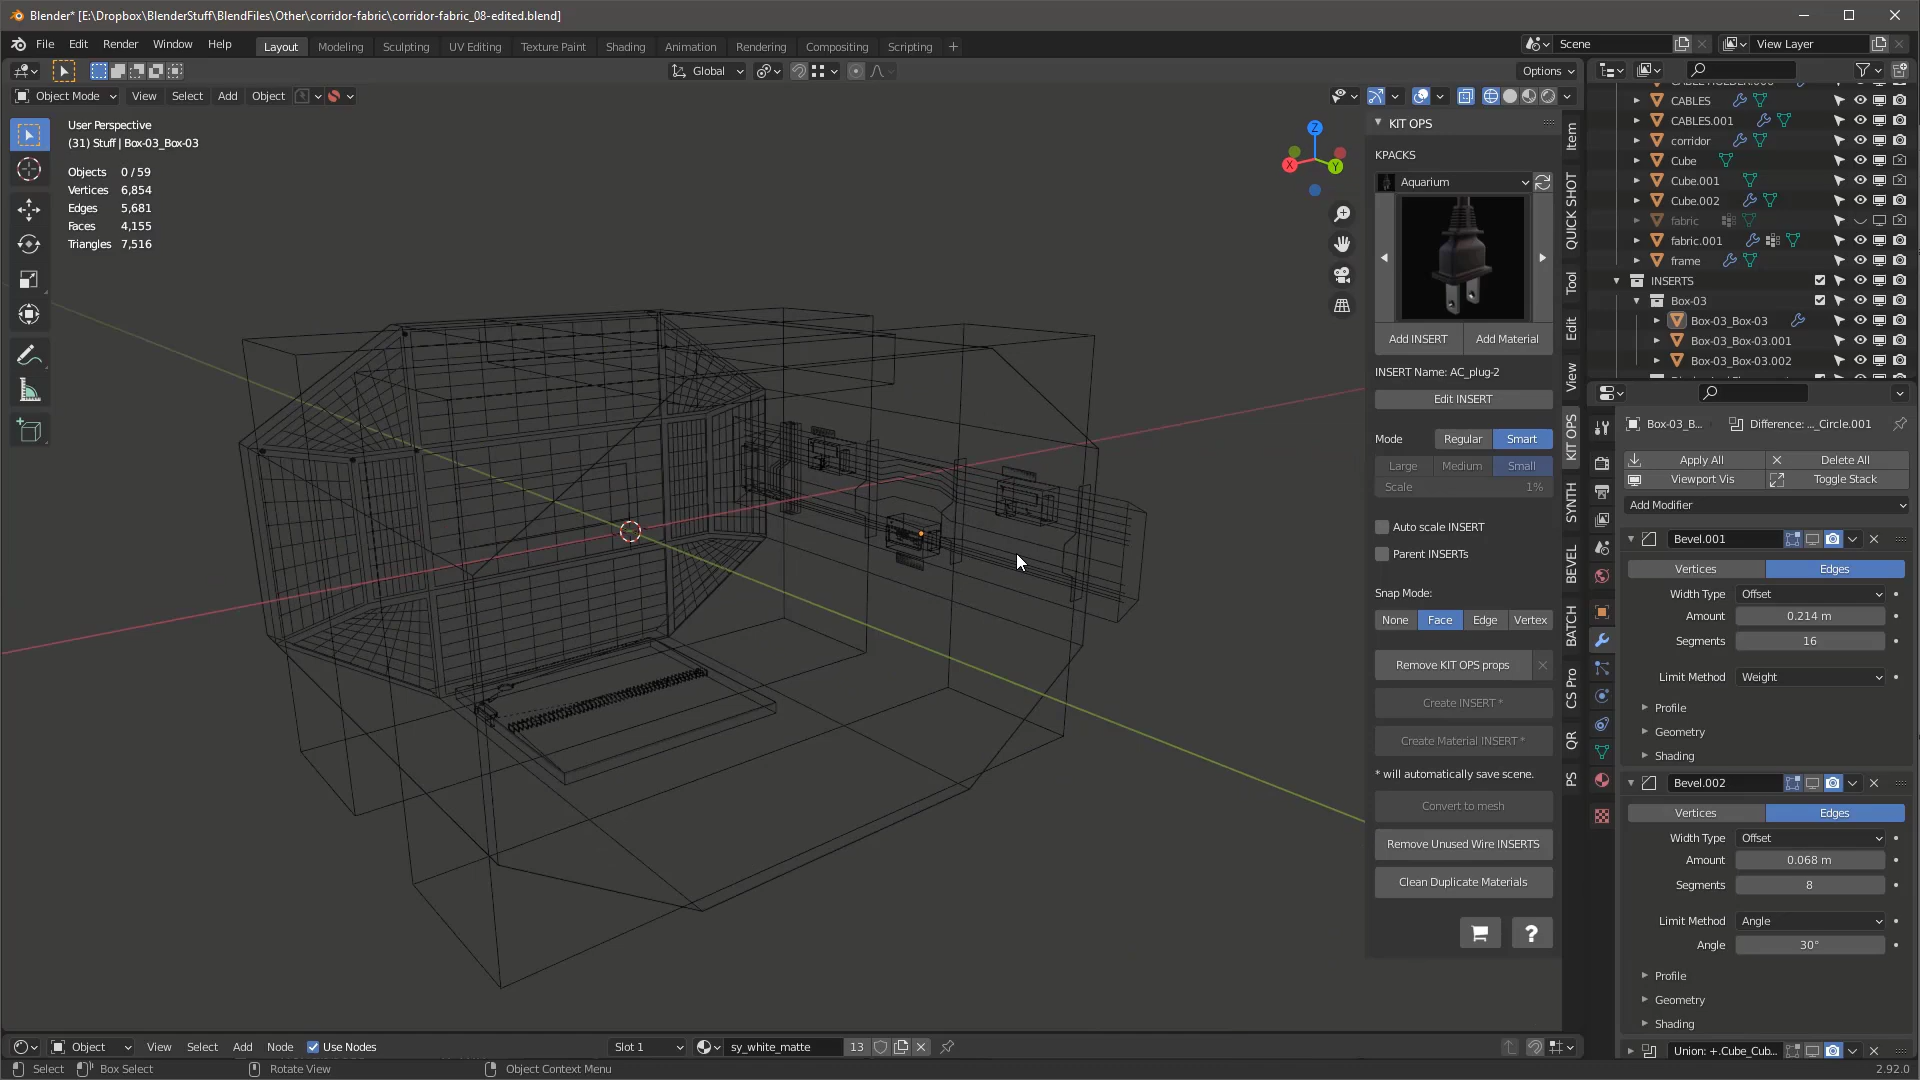 Blender* [E:\Dropbox\BlenderStuff\BlendFiles\Other\corridor-fabric\corridor-fabric_08-edited.blend]
File Edit Render Window Help
Layout Modeling Sculpting UV Editing Texture Paint Shading Animation Rendering Compositing Scripting +
Scene
View Layer
Global
Options
Object Mode View Select Add Object
User Perspective
(31) Stuff | Box-03_Box-03
Objects 0 / 59
Vertices 6,854
Edges 5,681
Faces 4,155
Triangles 7,516
Z
X
Y
KIT OPS
KPACKS
Aquarium
Add INSERT
Add Material
INSERT Name: AC_plug-2
Edit INSERT
Mode
Regular
Smart
Large
Medium
Small
Scale
1%
Auto scale INSERT
Parent INSERTs
Snap Mode:
None
Face
Edge
Vertex
Remove KIT OPS props
Create INSERT *
Create Material INSERT *
* will automatically save scene.
Convert to mesh
Remove Unused Wire INSERTS
Clean Duplicate Materials
?
Item
QUICK SHOT
Tool
Edit
View
KIT OPS
SYNTH
BEVEL
BATCH
CS Pro
QR
PS
CABLES
CABLES.001
corridor
Cube
Cube.001
Cube.002
fabric
fabric.001
frame
INSERTS
Box-03
Box-03_Box-03
Box-03_Box-03.001
Box-03_Box-03.002
Box-03_B...
Difference: ..._Circle.001
Apply All
Delete All
Viewport Vis
Toggle Stack
Add Modifier
Bevel.001
Vertices
Edges
Width Type Offset
Amount 0.214 m
Segments 16
Limit Method Weight
Profile
Geometry
Shading
Bevel.002
Vertices
Edges
Width Type Offset
Amount 0.068 m
Segments 8
Limit Method Angle
Angle 30°
Profile
Geometry
Shading
Union: +.Cube_Cub...
Object View Select Add Node Use Nodes
Slot 1
sy_white_matte 13
Select
Box Select
Rotate View
Object Context Menu
2.92.0